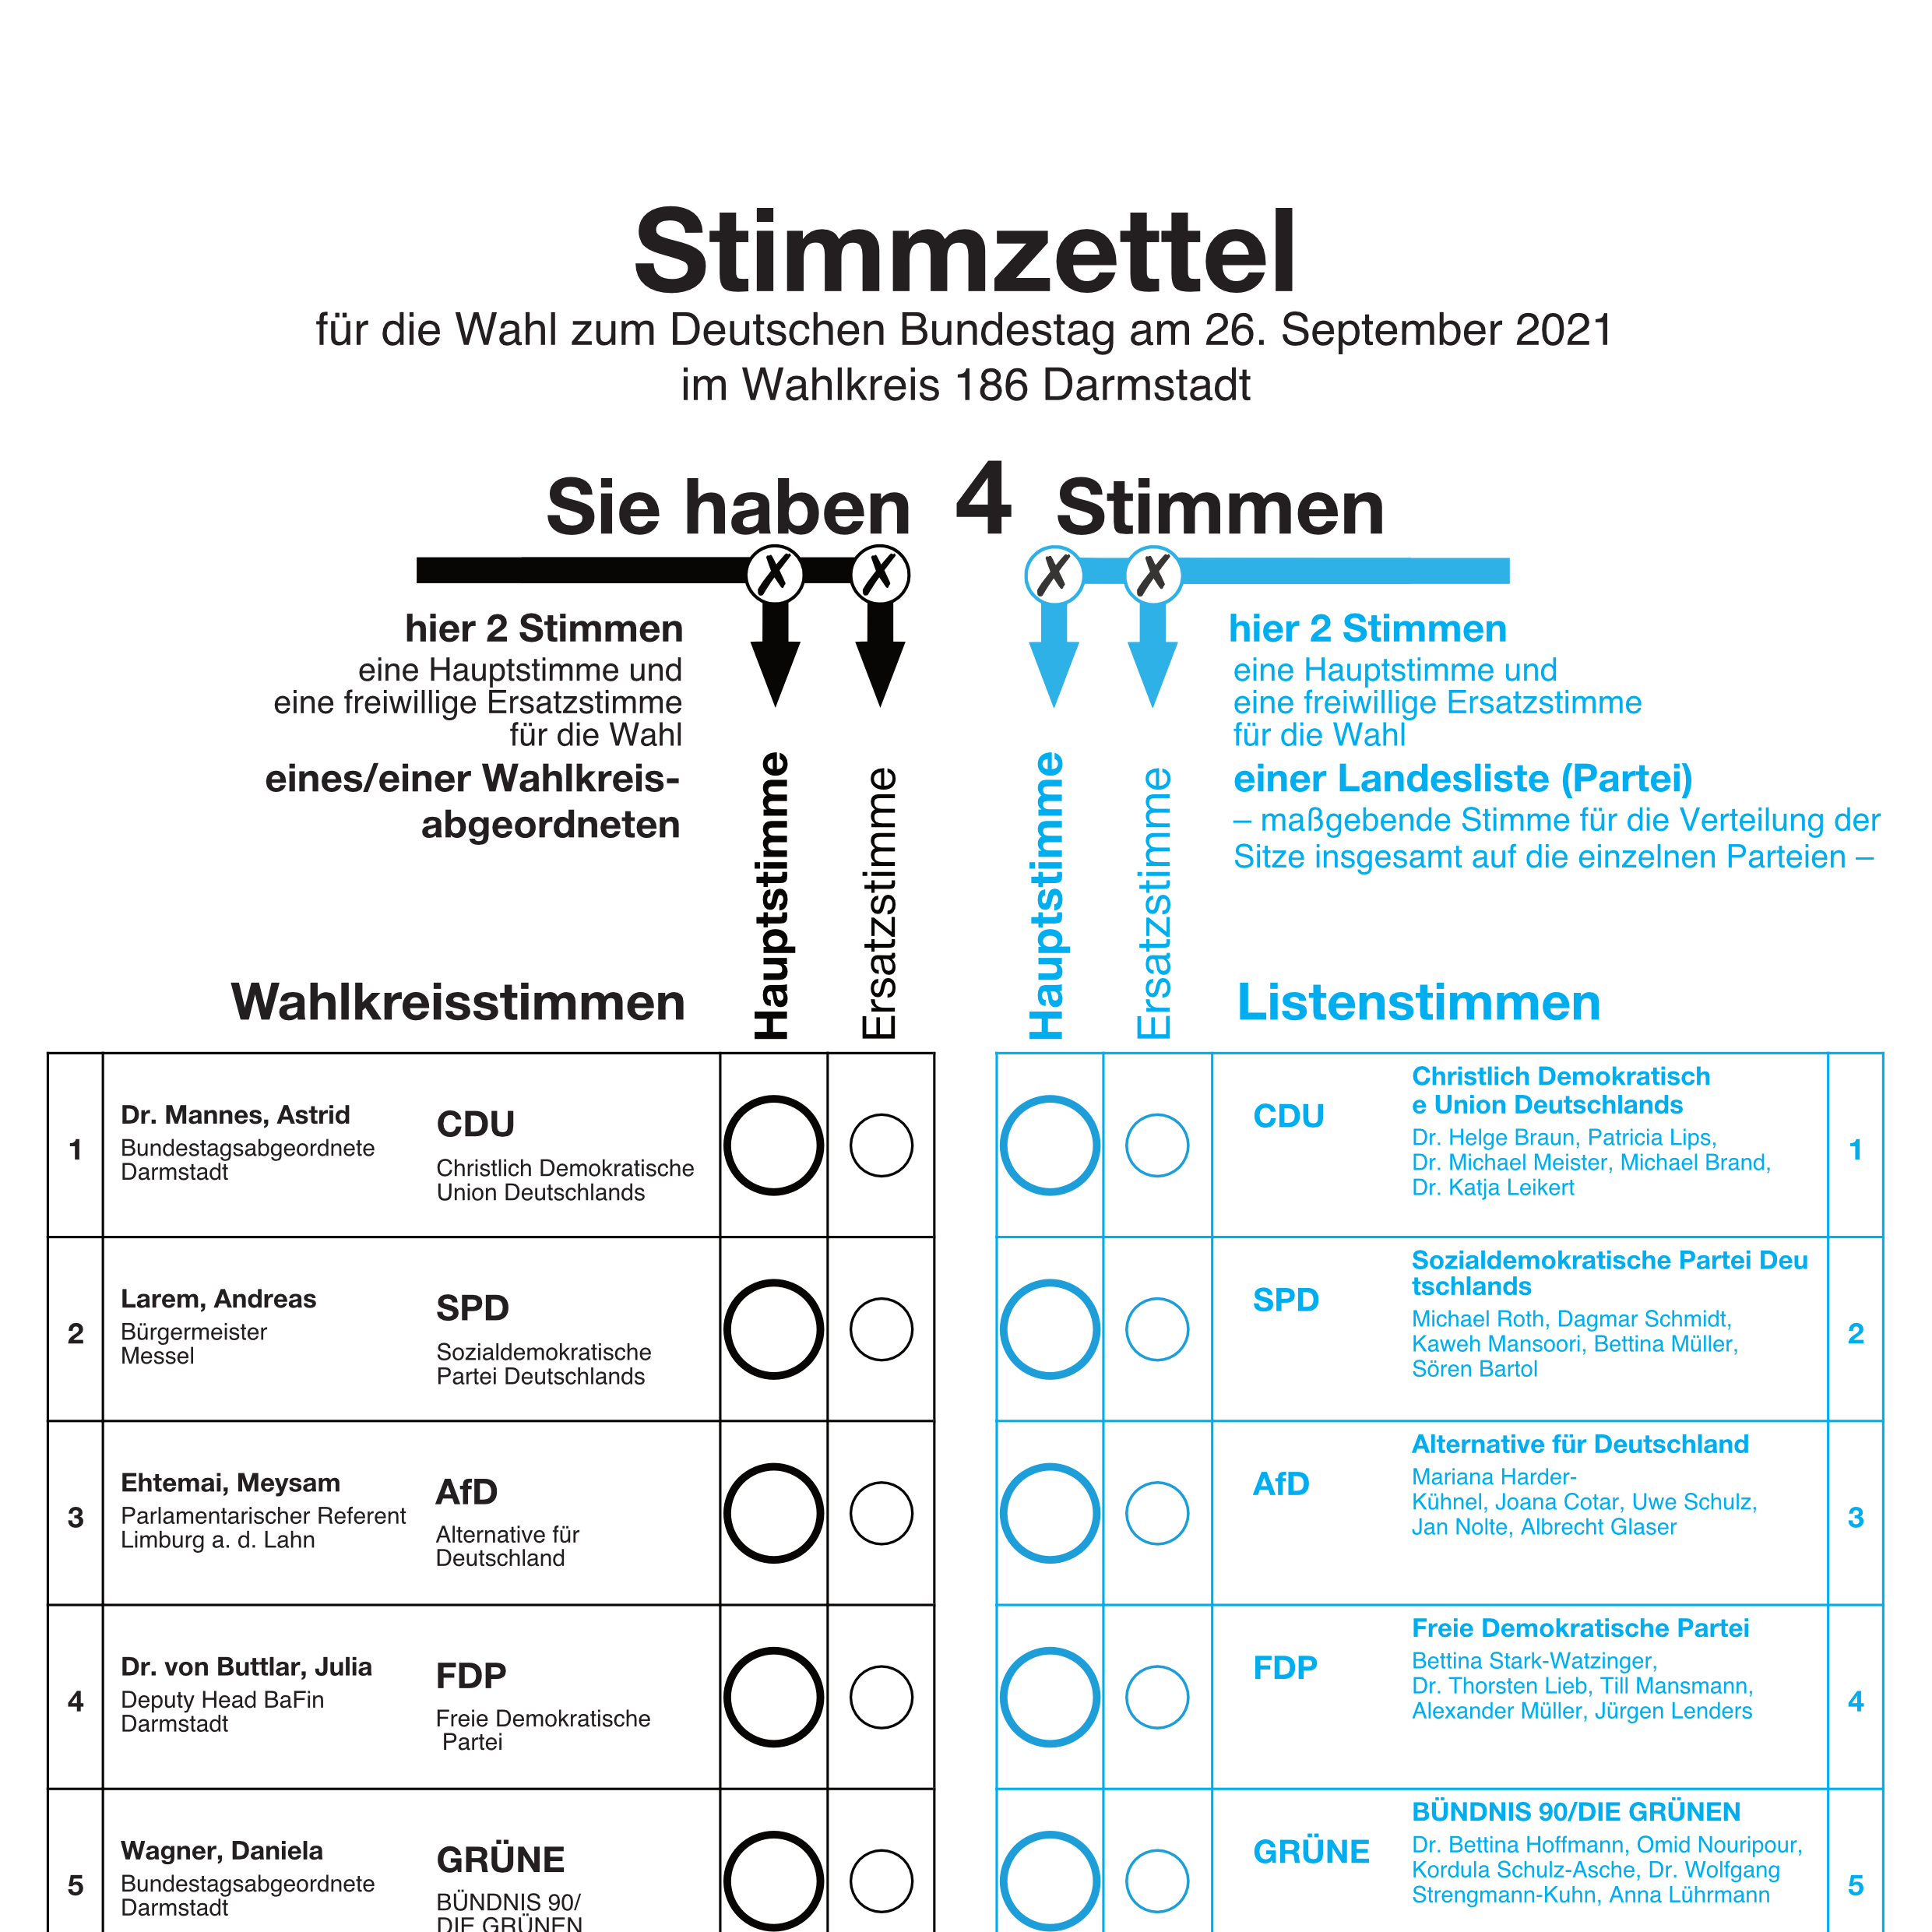 Stimmzettel
für die Wahl zum Deutschen Bundestag am 26. September 2021
im Wahlkreis 186 Darmstadt
Sie haben 4 Stimmen
✗ ✗ ✗ ✗
hier 2 Stimmen
eine Hauptstimme und
eine freiwillige Ersatzstimme
für die Wahl
eines/einer Wahlkreis-
abgeordneten
Hauptstimme
Ersatzstimme
Hauptstimme
Ersatzstimme
hier 2 Stimmen
eine Hauptstimme und
eine freiwillige Ersatzstimme
für die Wahl
einer Landesliste (Partei)
– maßgebende Stimme für die Verteilung der
Sitze insgesamt auf die einzelnen Parteien –
Wahlkreisstimmen
Listenstimmen
1
Dr. Mannes, Astrid
Bundestagsabgeordnete
Darmstadt
CDU
Christlich Demokratische
Union Deutschlands
CDU
Christlich Demokratisch
e Union Deutschlands
Dr. Helge Braun, Patricia Lips,
Dr. Michael Meister, Michael Brand,
Dr. Katja Leikert
1
2
Larem, Andreas
Bürgermeister
Messel
SPD
Sozialdemokratische
Partei Deutschlands
SPD
Sozialdemokratische Partei Deu
tschlands
Michael Roth, Dagmar Schmidt,
Kaweh Mansoori, Bettina Müller,
Sören Bartol
2
3
Ehtemai, Meysam
Parlamentarischer Referent
Limburg a. d. Lahn
AfD
Alternative für
Deutschland
AfD
Alternative für Deutschland
Mariana Harder-
Kühnel, Joana Cotar, Uwe Schulz,
Jan Nolte, Albrecht Glaser
3
4
Dr. von Buttlar, Julia
Deputy Head BaFin
Darmstadt
FDP
Freie Demokratische
Partei
FDP
Freie Demokratische Partei
Bettina Stark-Watzinger,
Dr. Thorsten Lieb, Till Mansmann,
Alexander Müller, Jürgen Lenders
4
5
Wagner, Daniela
Bundestagsabgeordnete
Darmstadt
GRÜNE
BÜNDNIS 90/
DIE GRÜNEN
GRÜNE
BÜNDNIS 90/DIE GRÜNEN
Dr. Bettina Hoffmann, Omid Nouripour,
Kordula Schulz-Asche, Dr. Wolfgang
Strengmann-Kuhn, Anna Lührmann
5